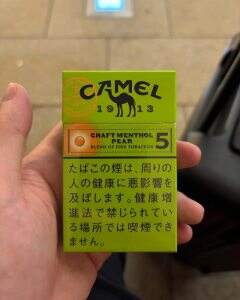 CAMEL
1913
CRAFT MENTHOL
PEAR
BLEND OF FINE TOBACCOS
5
たばこの煙は、周りの
人の健康に悪影響を
及ぼします。健康増
進法で禁じられてい
る場所では喫煙でき
ません。